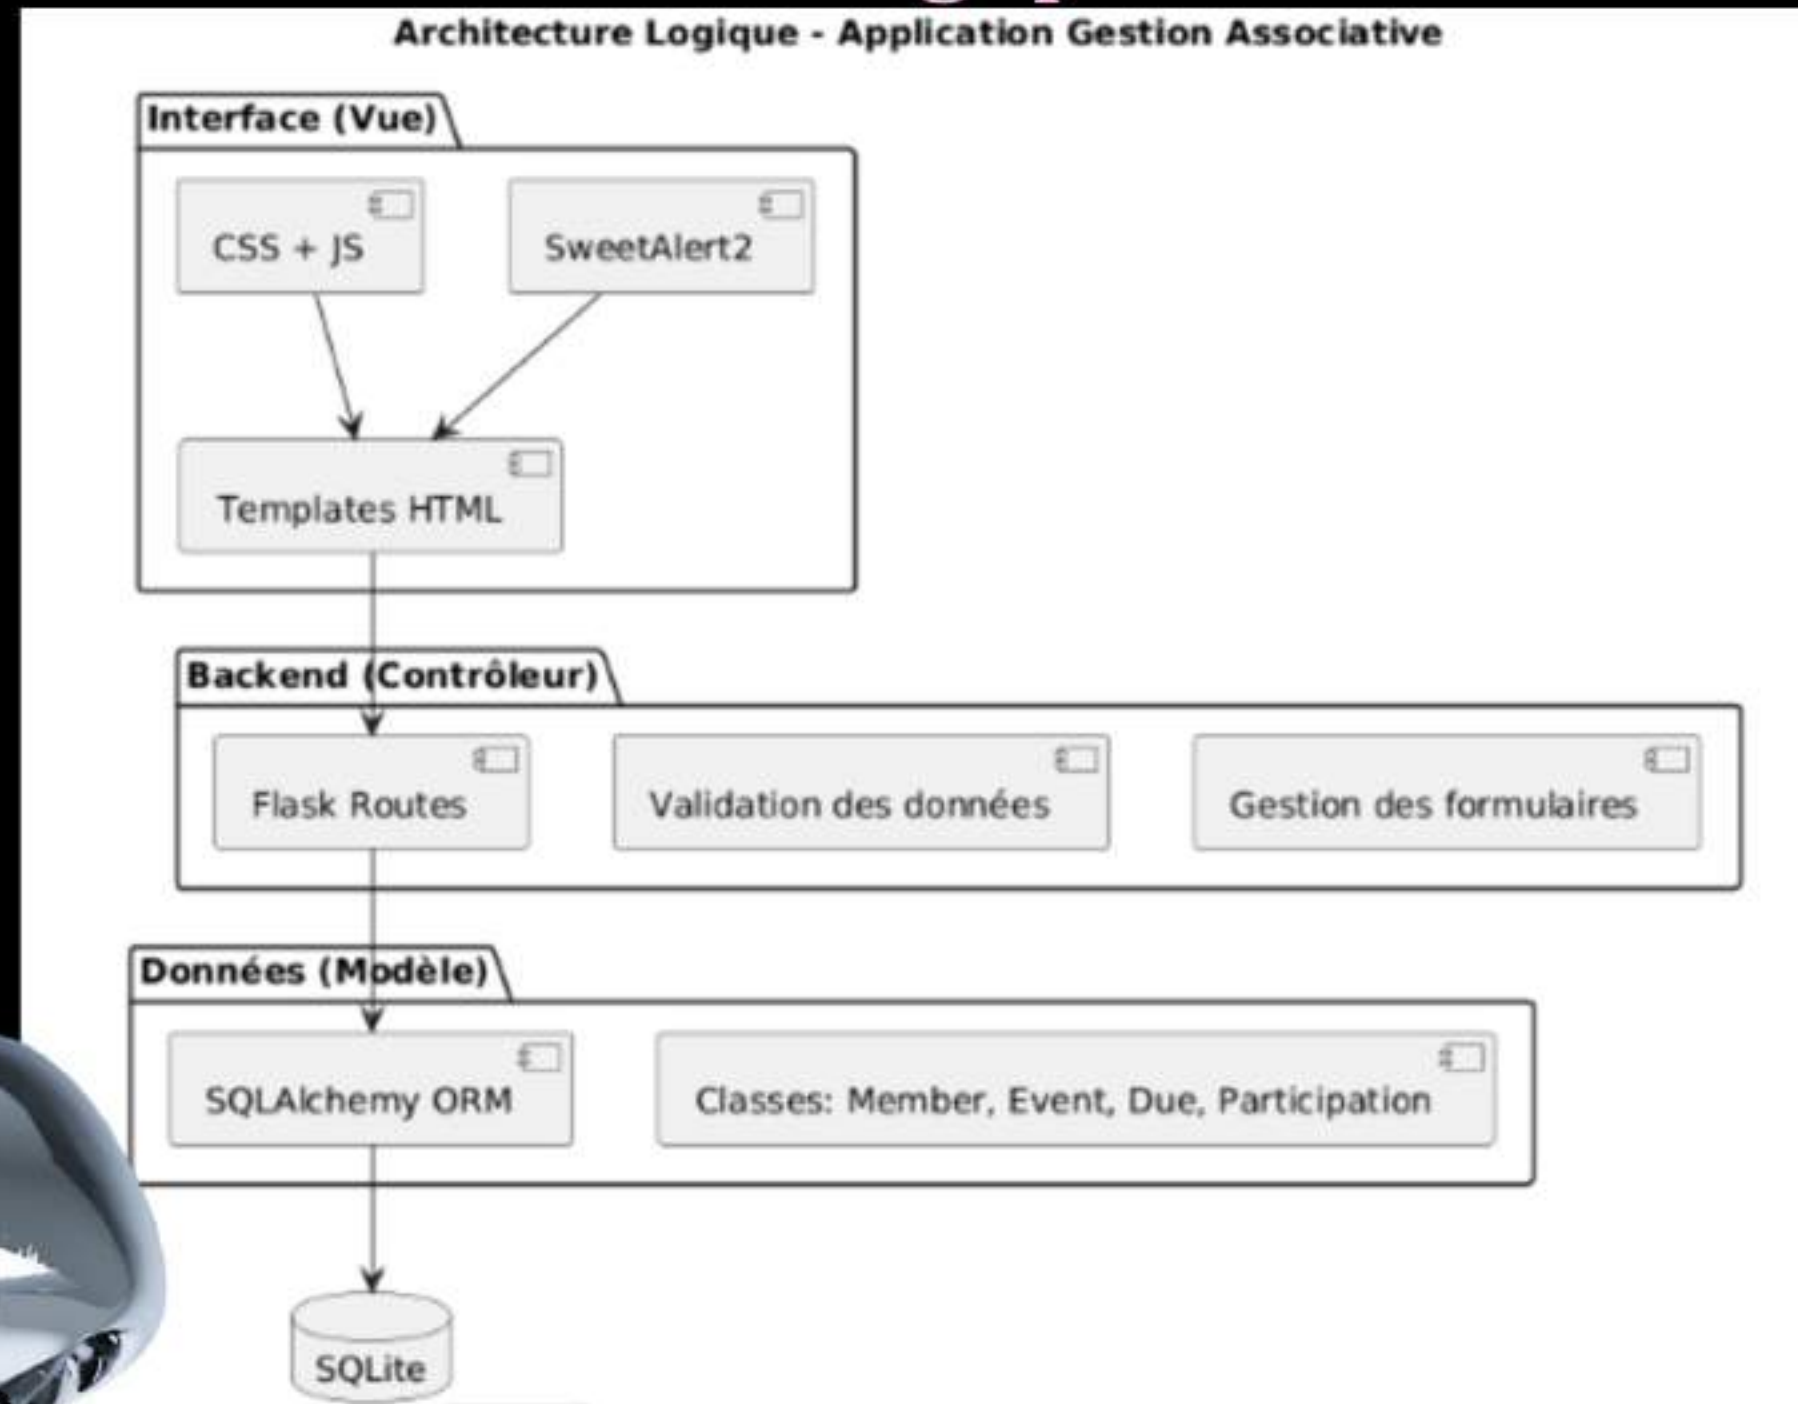 Architecture Logique - Application Gestion Associative
Interface (Vue)
CSS + JS
SweetAlert2
Templates HTML
Backend (Contrôleur)
Flask Routes
Validation des données
Gestion des formulaires
Données (Modèle)
SQLAlchemy ORM
Classes: Member, Event, Due, Participation
SQLite